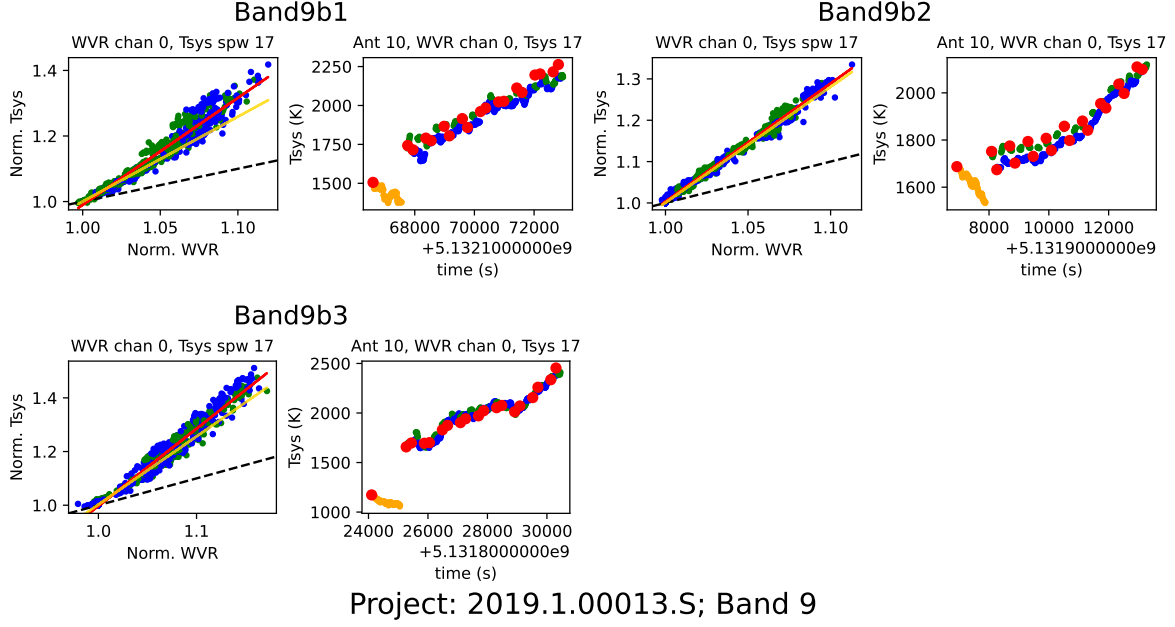 Band9b1
Band9b2
WVR chan 0, Tsys spw 17
Ant 10, WVR chan 0, Tsys 17
WVR chan 0, Tsys spw 17
Ant 10, WVR chan 0, Tsys 17
Norm. Tsys
1.4
1.2
1.0
1.00 1.05 1.10
Norm. WVR
Tsys (K)
2250
2000
1750
1500
68000 70000 72000
+5.1321000000e9
time (s)
Norm. Tsys
1.3
1.2
1.1
1.0
1.00 1.05 1.10
Norm. WVR
Tsys (K)
2000
1800
1600
8000 10000 12000
+5.1319000000e9
time (s)
Band9b3
WVR chan 0, Tsys spw 17
Ant 10, WVR chan 0, Tsys 17
Norm. Tsys
1.4
1.2
1.0
1.0 1.1
Norm. WVR
Tsys (K)
2500
2000
1500
1000
24000 26000 28000 30000
+5.1318000000e9
time (s)
Project: 2019.1.00013.S; Band 9